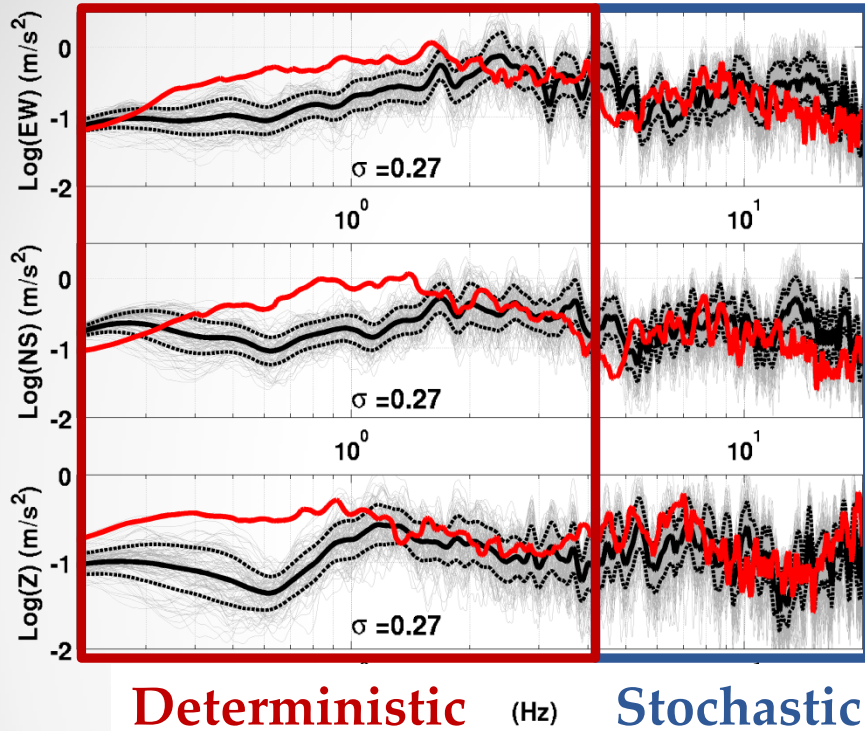 Log(EW) (m/s²)
0
-1
-2
σ =0.27
10⁰
10¹
Log(NS) (m/s²)
0
-1
-2
σ =0.27
10⁰
10¹
Log(Z) (m/s²)
0
-1
-2
σ =0.27
Deterministic (Hz) Stochastic